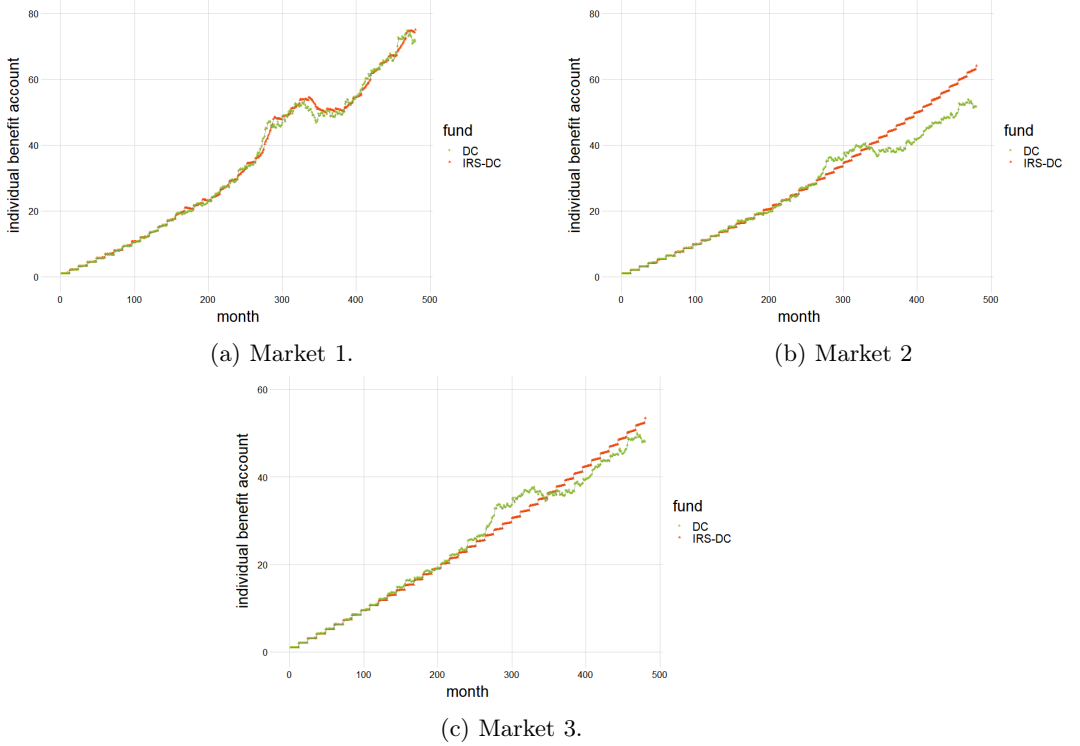 80
60
40
20
0
individual benefit account
0 100 200 300 400 500
month
fund
DC
IRS-DC
(a) Market 1.
80
60
40
20
0
individual benefit account
0 100 200 300 400 500
month
fund
DC
IRS-DC
(b) Market 2
60
40
20
0
individual benefit account
0 100 200 300 400 500
month
fund
DC
IRS-DC
(c) Market 3.